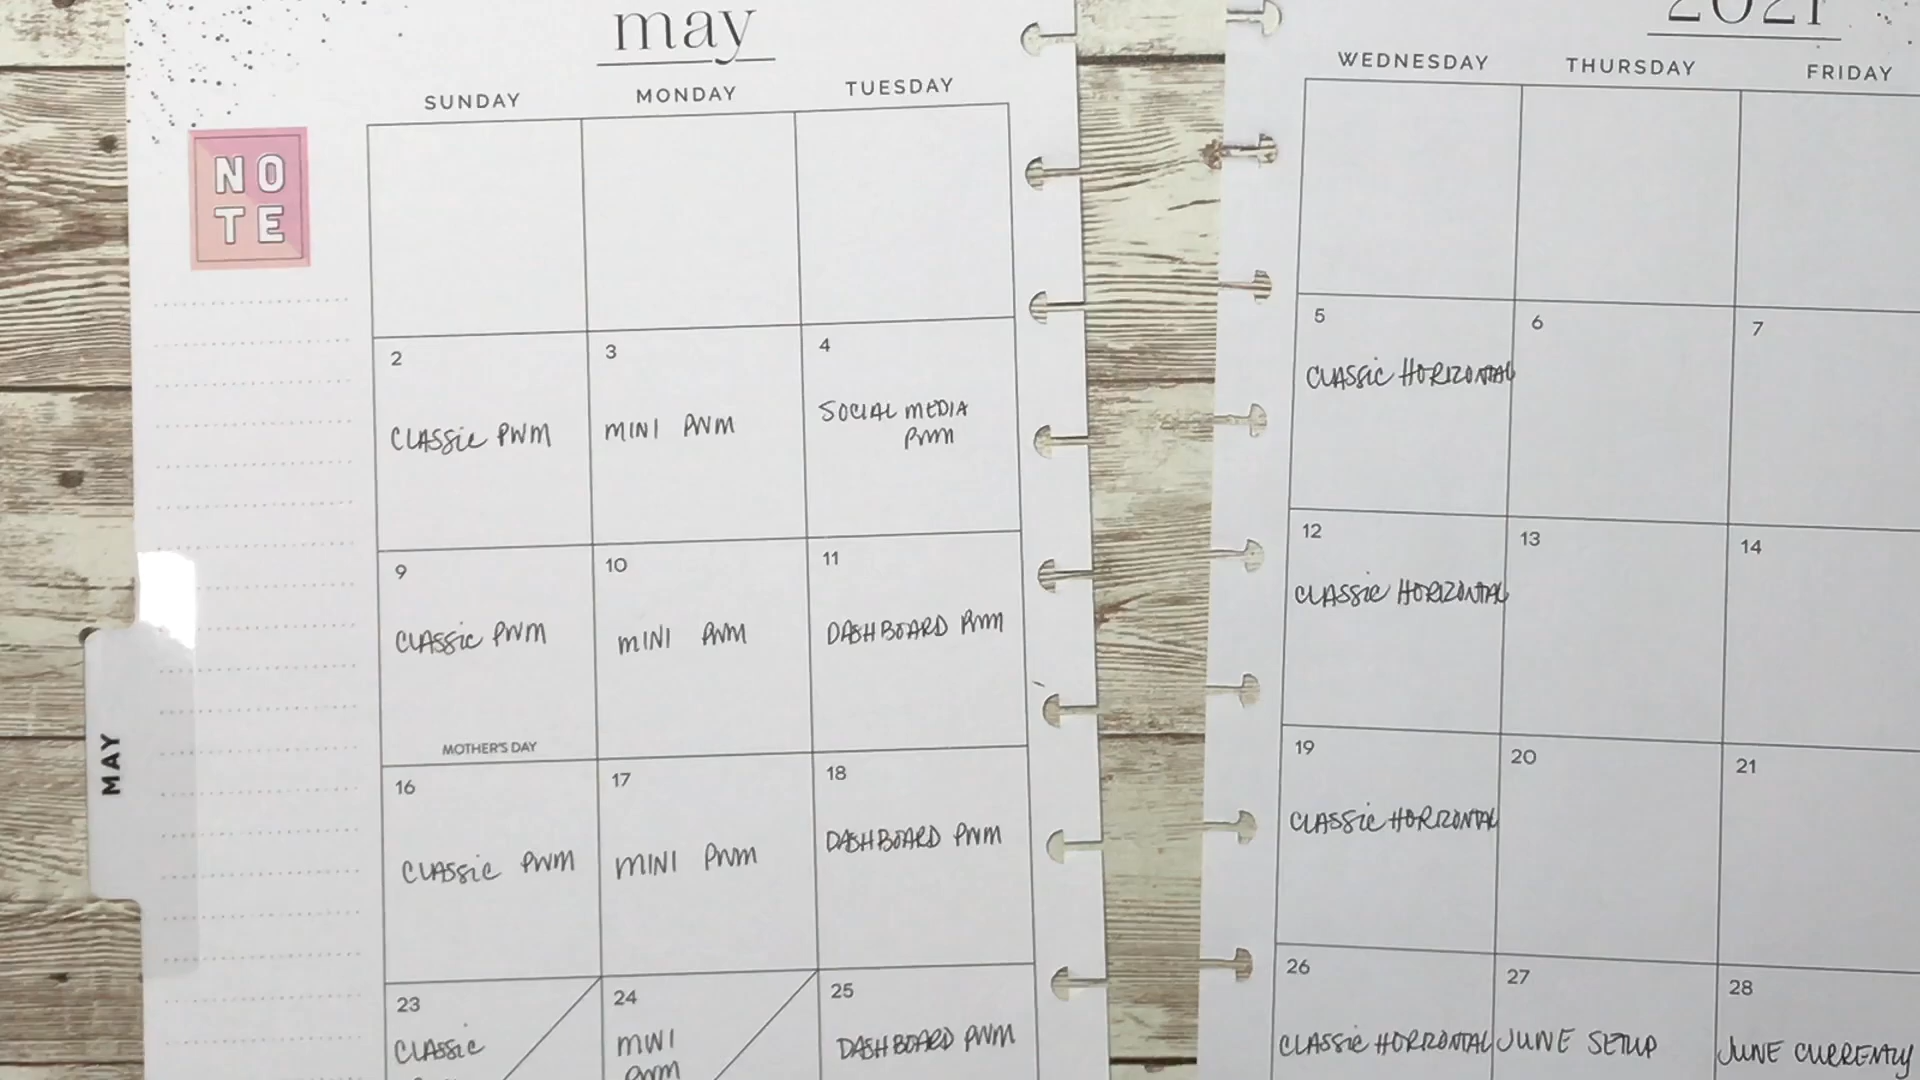 may
2021
SUNDAY
MONDAY
TUESDAY
WEDNESDAY
THURSDAY
FRIDAY
NO
TE
2
CLASSic PWM
3
MINI PWM
4
SOCIAL MEDIA
PWM
5
CLASSic HORIZONTAL
6
7
9
CLASSic PWM
MOTHER'S DAY
10
MINI PWM
11
DASHBOARD PWM
12
CLASSic HORIZONTAL
13
14
16
CLASSic PWM
17
MINI PWM
18
DASHBOARD PWM
19
CLASSic HORIZONTAL
20
21
23
CLASSic
24
MINI
PWM
25
DASHBOARD PWM
26
CLASSic HORIZONTAL
27
JUNE SETUP
28
JUNE CURRENTLY
MAY